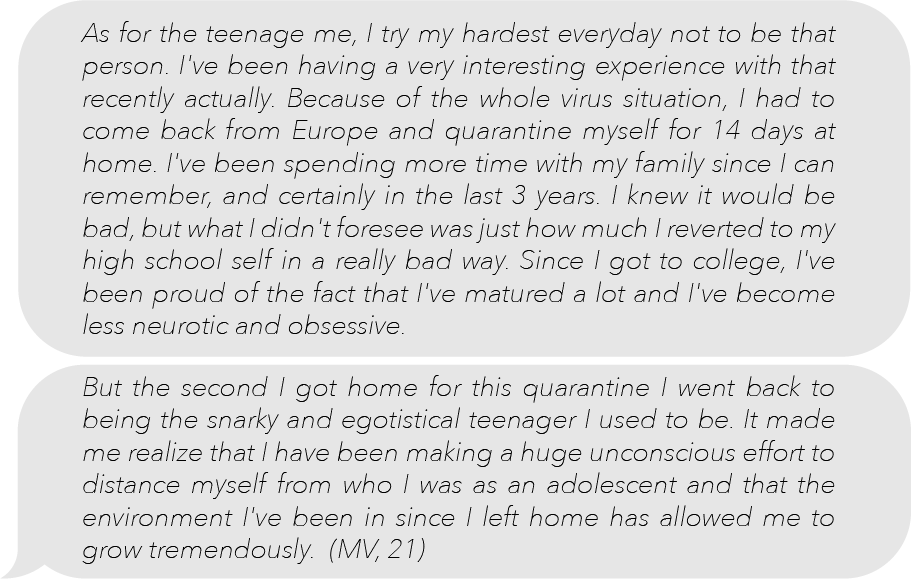 As for the teenage me, I try my hardest everyday not to be that
person. I've been having a very interesting experience with that
recently actually. Because of the whole virus situation, I had to
come back from Europe and quarantine myself for 14 days at
home. I've been spending more time with my family since I can
remember, and certainly in the last 3 years. I knew it would be
bad, but what I didn't foresee was just how much I reverted to my
high school self in a really bad way. Since I got to college, I've
been proud of the fact that I've matured a lot and I've become
less neurotic and obsessive.
But the second I got home for this quarantine I went back to
being the snarky and egotistical teenager I used to be. It made
me realize that I have been making a huge unconscious effort to
distance myself from who I was as an adolescent and that the
environment I've been in since I left home has allowed me to
grow tremendously. (MV, 21)